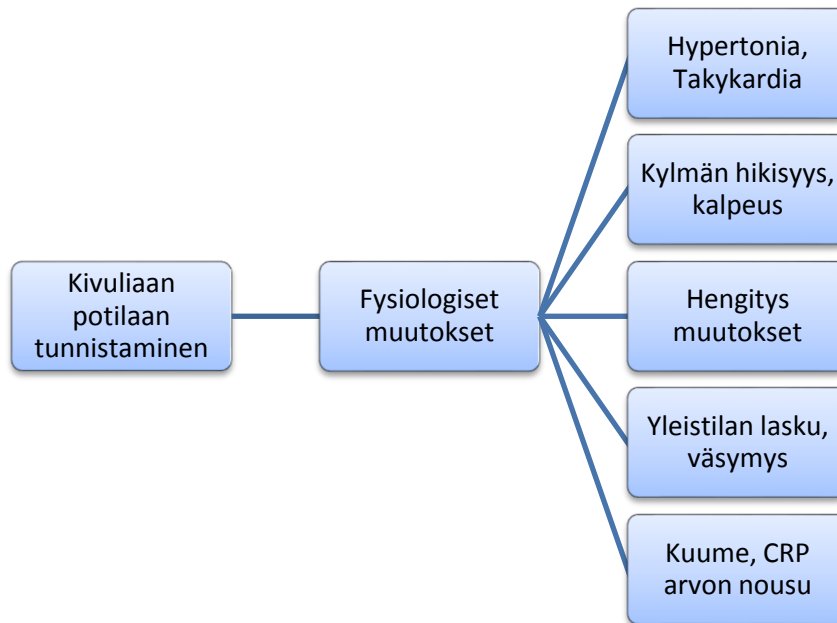 Kivuliaan
potilaan
tunnistaminen
Fysiologiset
muutokset
Hypertonia,
Takykardia
Kylmän hikisyys,
kalpeus
Hengitys
muutokset
Yleistilan lasku,
väsymys
Kuume, CRP
arvon nousu